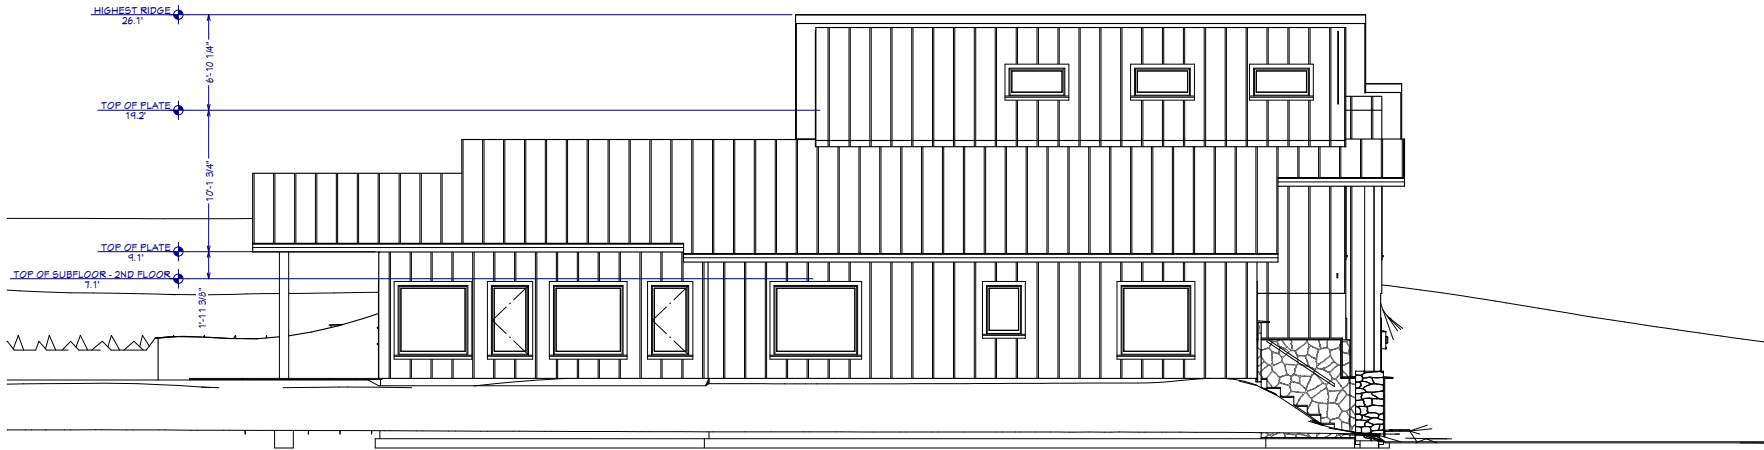 HIGHEST RIDGE
26.1'
6'-10 1/4"
TOP OF PLATE
19.2'
10'-1 3/4"
TOP OF PLATE
9.1'
TOP OF SUBFLOOR - 2ND FLOOR
7.1'
1'-11 3/8"